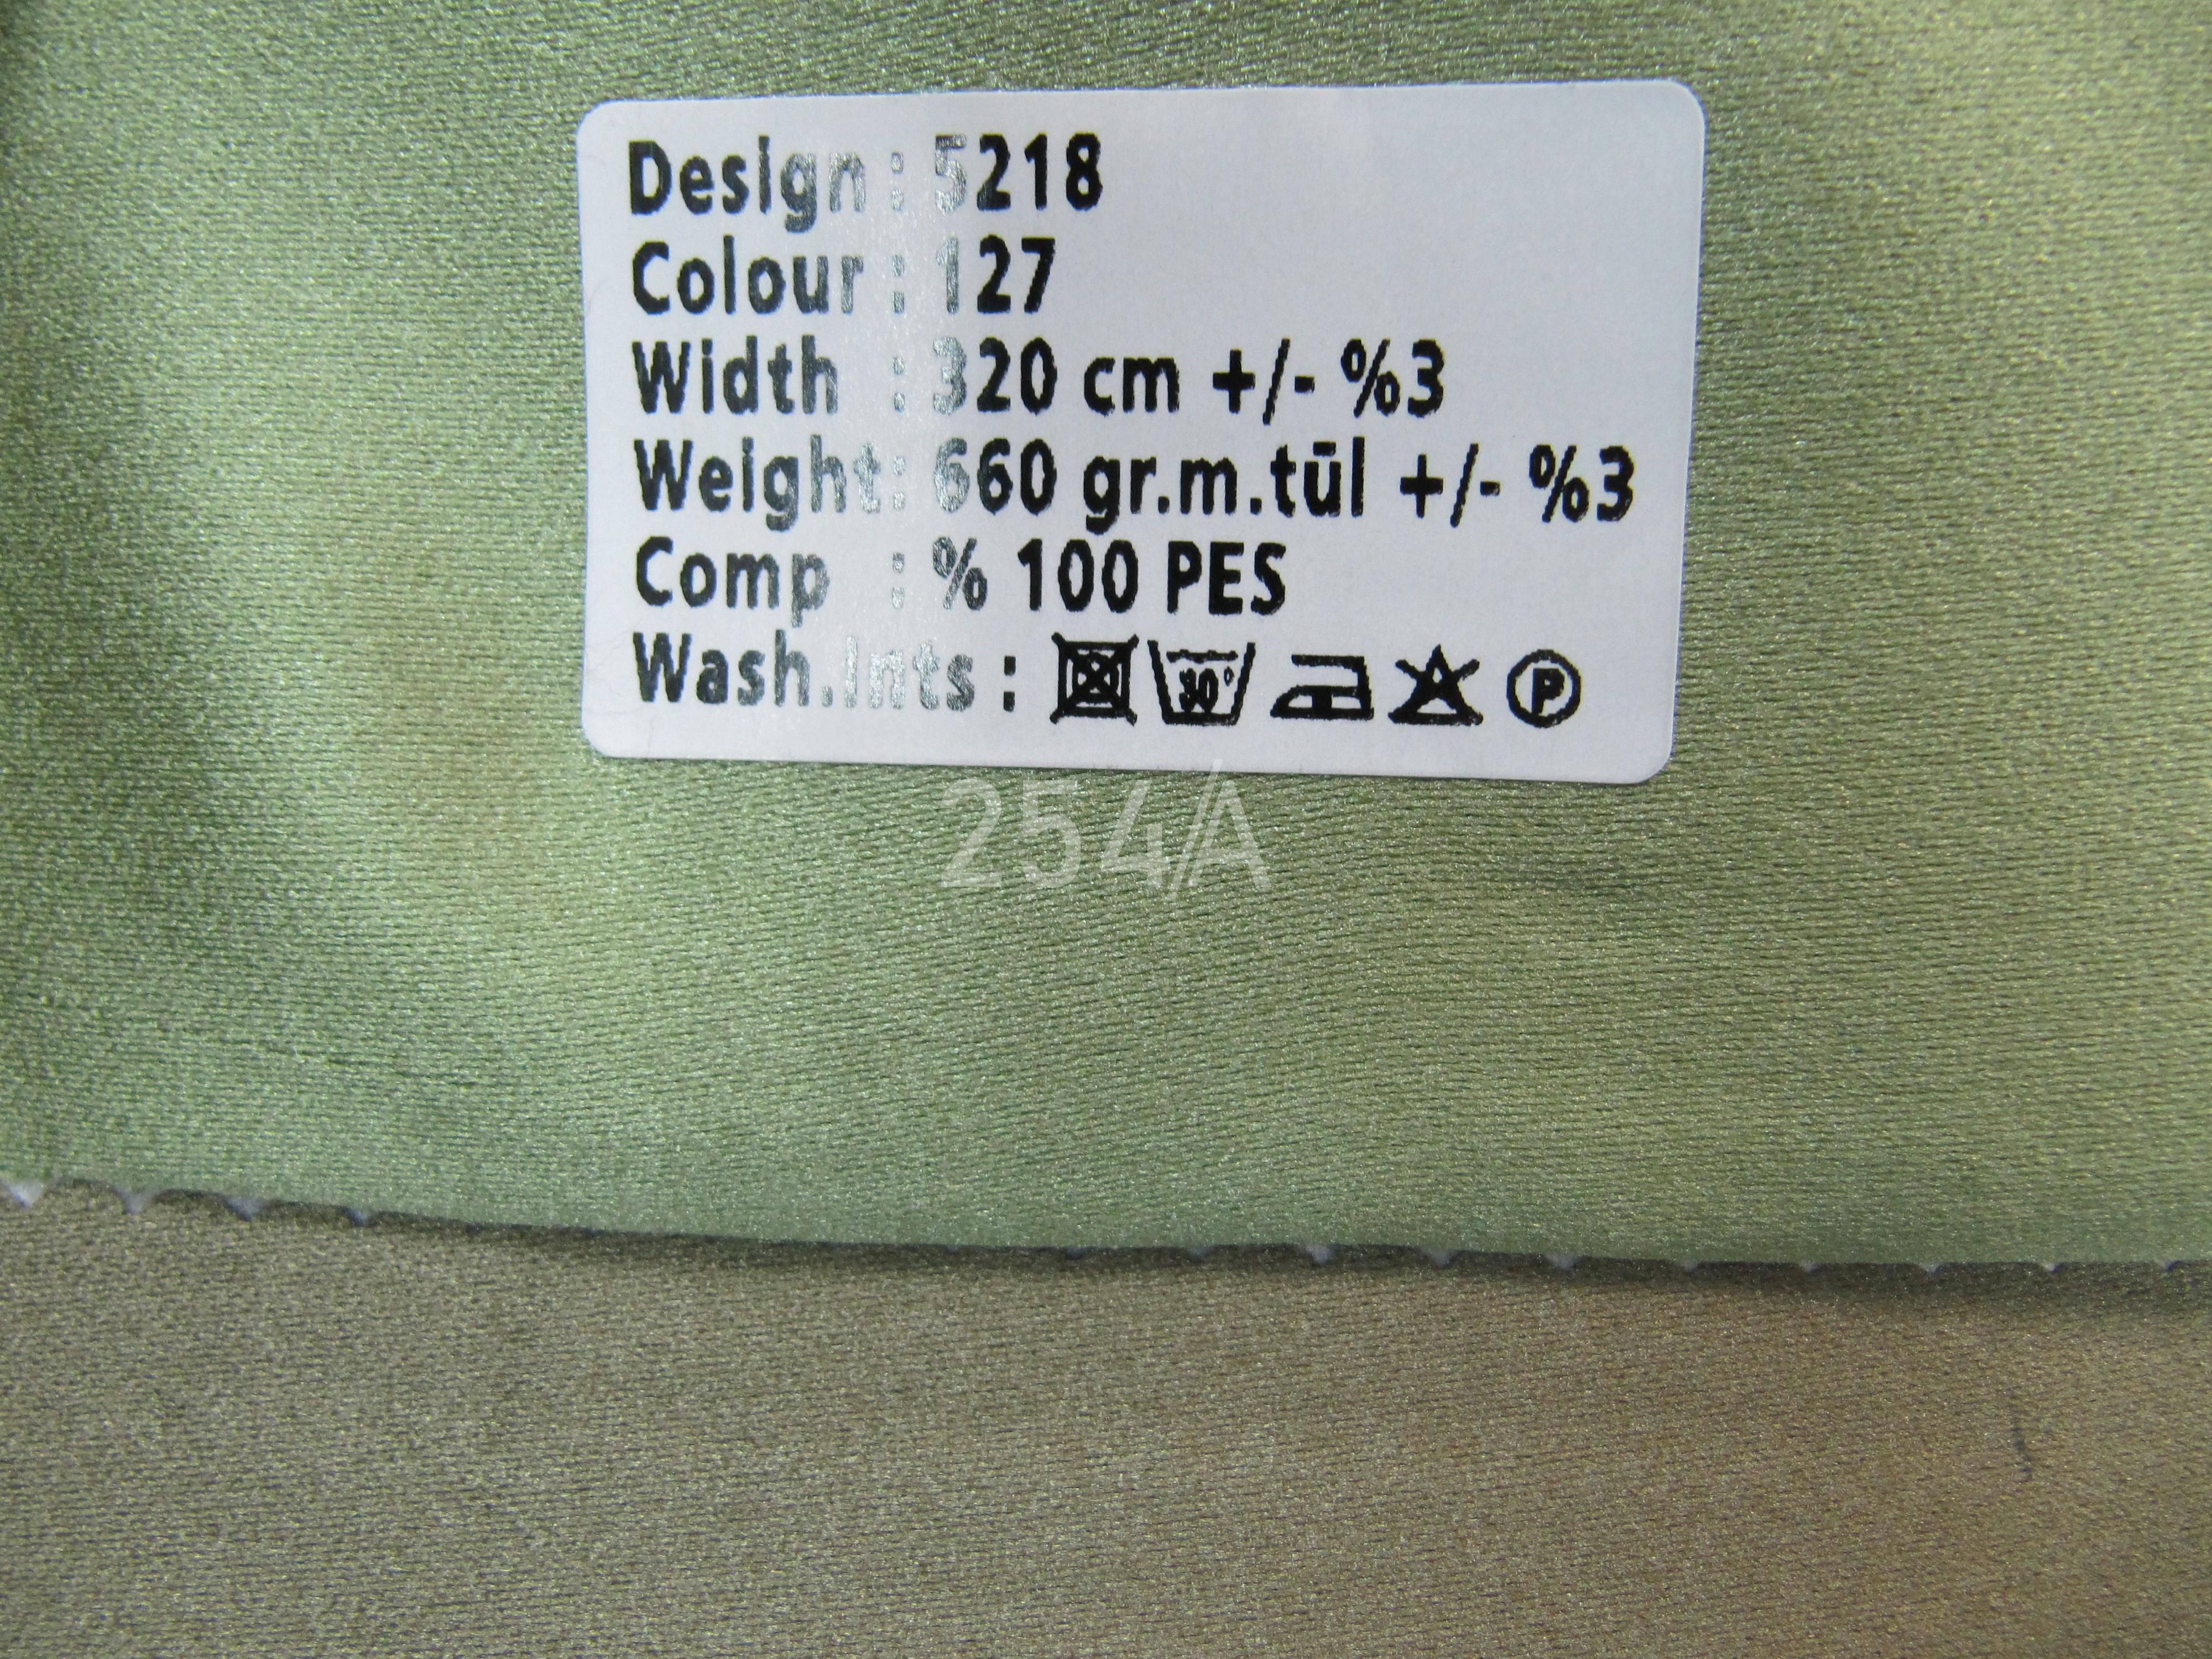 Design : 5218
Colour : 127
Width : 320 cm +/- %3
Weight: 660 gr.m.tül +/- %3
Comp : % 100 PES
Wash.Ints : 30° P
254/A